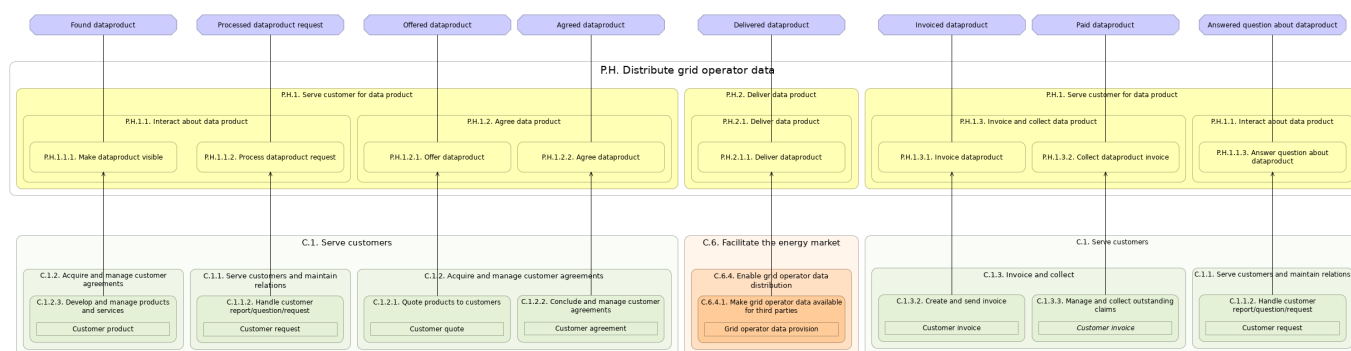 Found dataproduct
Processed dataproduct request
Offered dataproduct
Agreed dataproduct
Delivered dataproduct
Invoiced dataproduct
Paid dataproduct
Answered question about dataproduct
P.H. Distribute grid operator data
P.H.1. Serve customer for data product
P.H.2. Deliver data product
P.H.1. Serve customer for data product
P.H.1.1. Interact about data product
P.H.1.2. Agree data product
P.H.2.1. Deliver data product
P.H.1.3. Invoice and collect data product
P.H.1.1. Interact about data product
P.H.1.1.1. Make dataproduct visible
P.H.1.1.2. Process dataproduct request
P.H.1.2.1. Offer dataproduct
P.H.1.2.2. Agree dataproduct
P.H.2.1.1. Deliver dataproduct
P.H.1.3.1. Invoice dataproduct
P.H.1.3.2. Collect dataproduct invoice
P.H.1.1.3. Answer question about
dataproduct
C.1. Serve customers
C.6. Facilitate the energy market
C.1. Serve customers
C.1.2. Acquire and manage customer
agreements
C.1.1. Serve customers and maintain
relations
C.1.2. Acquire and manage customer agreements
C.6.4. Enable grid operator data
distribution
C.1.3. Invoice and collect
C.1.1. Serve customers and maintain relations
C.1.2.3. Develop and manage products
and services
Customer product
C.1.1.2. Handle customer
report/question/request
Customer request
C.1.2.1. Quote products to customers
Customer quote
C.1.2.2. Conclude and manage customer
agreements
Customer agreement
C.6.4.1. Make grid operator data available
for third parties
Grid operator data provision
C.1.3.2. Create and send invoice
Customer invoice
C.1.3.3. Manage and collect outstanding
claims
Customer invoice
C.1.1.2. Handle customer
report/question/request
Customer request